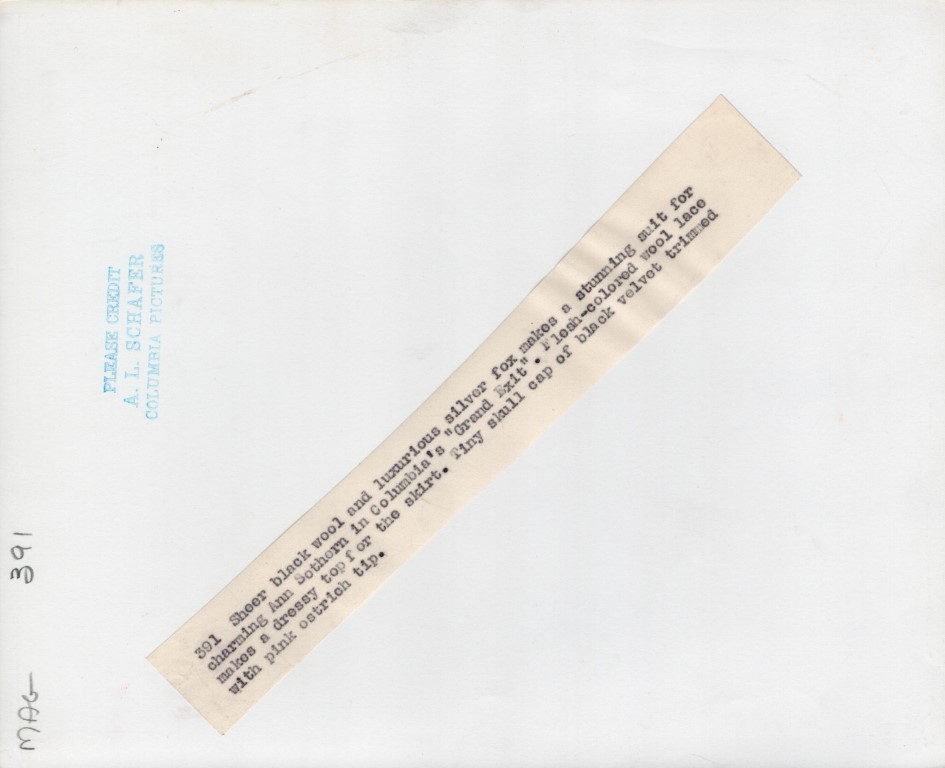 PLEASE CREDIT
A. L. SCHAFER
COLUMBIA PICTURES
391 Sheer black wool and luxurious silver fox makes a stunning suit for
charming Ann Sothern in Columbia's "Grand Exit". Flesh-colored wool lace
makes a dressy top for the skirt. Tiny skull cap of black velvet trimmed
with pink ostrich tip.
391
MAG